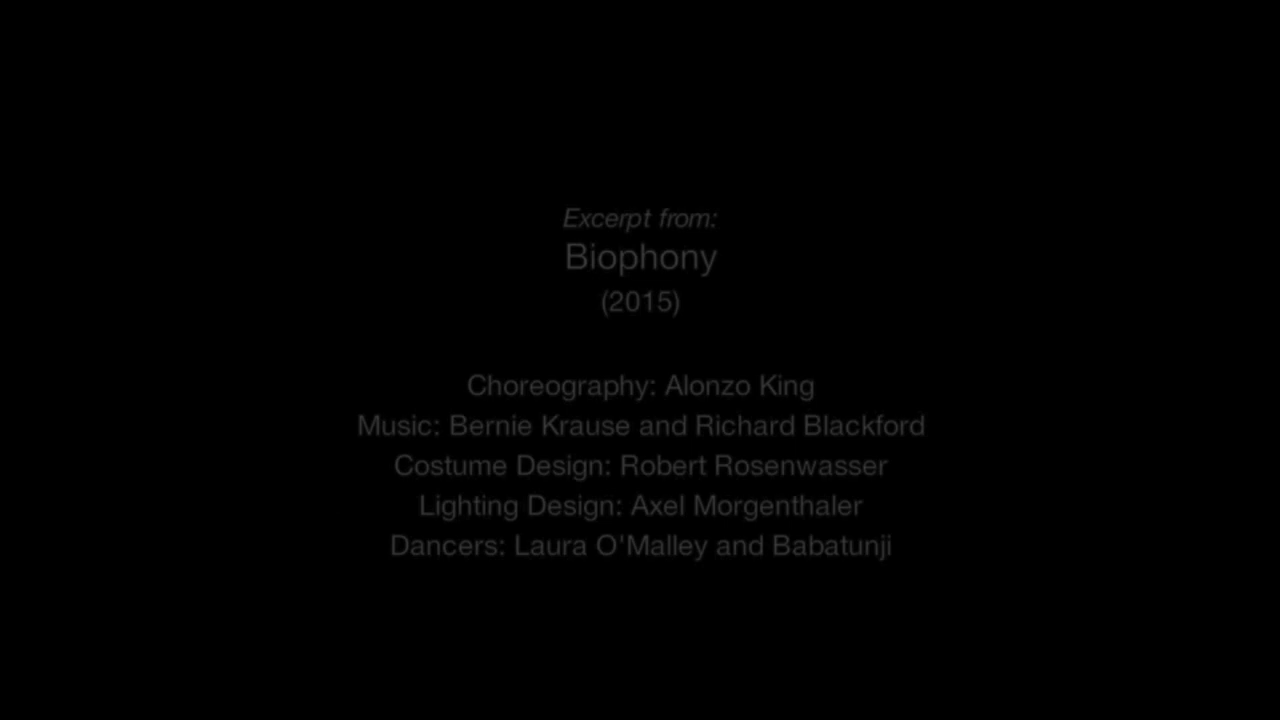 Excerpt from:
Biophony
(2015)
Choreography: Alonzo King
Music: Bernie Krause and Richard Blackford
Costume Design: Robert Rosenwasser
Lighting Design: Axel Morgenthaler
Dancers: Laura O'Malley and Babatunji